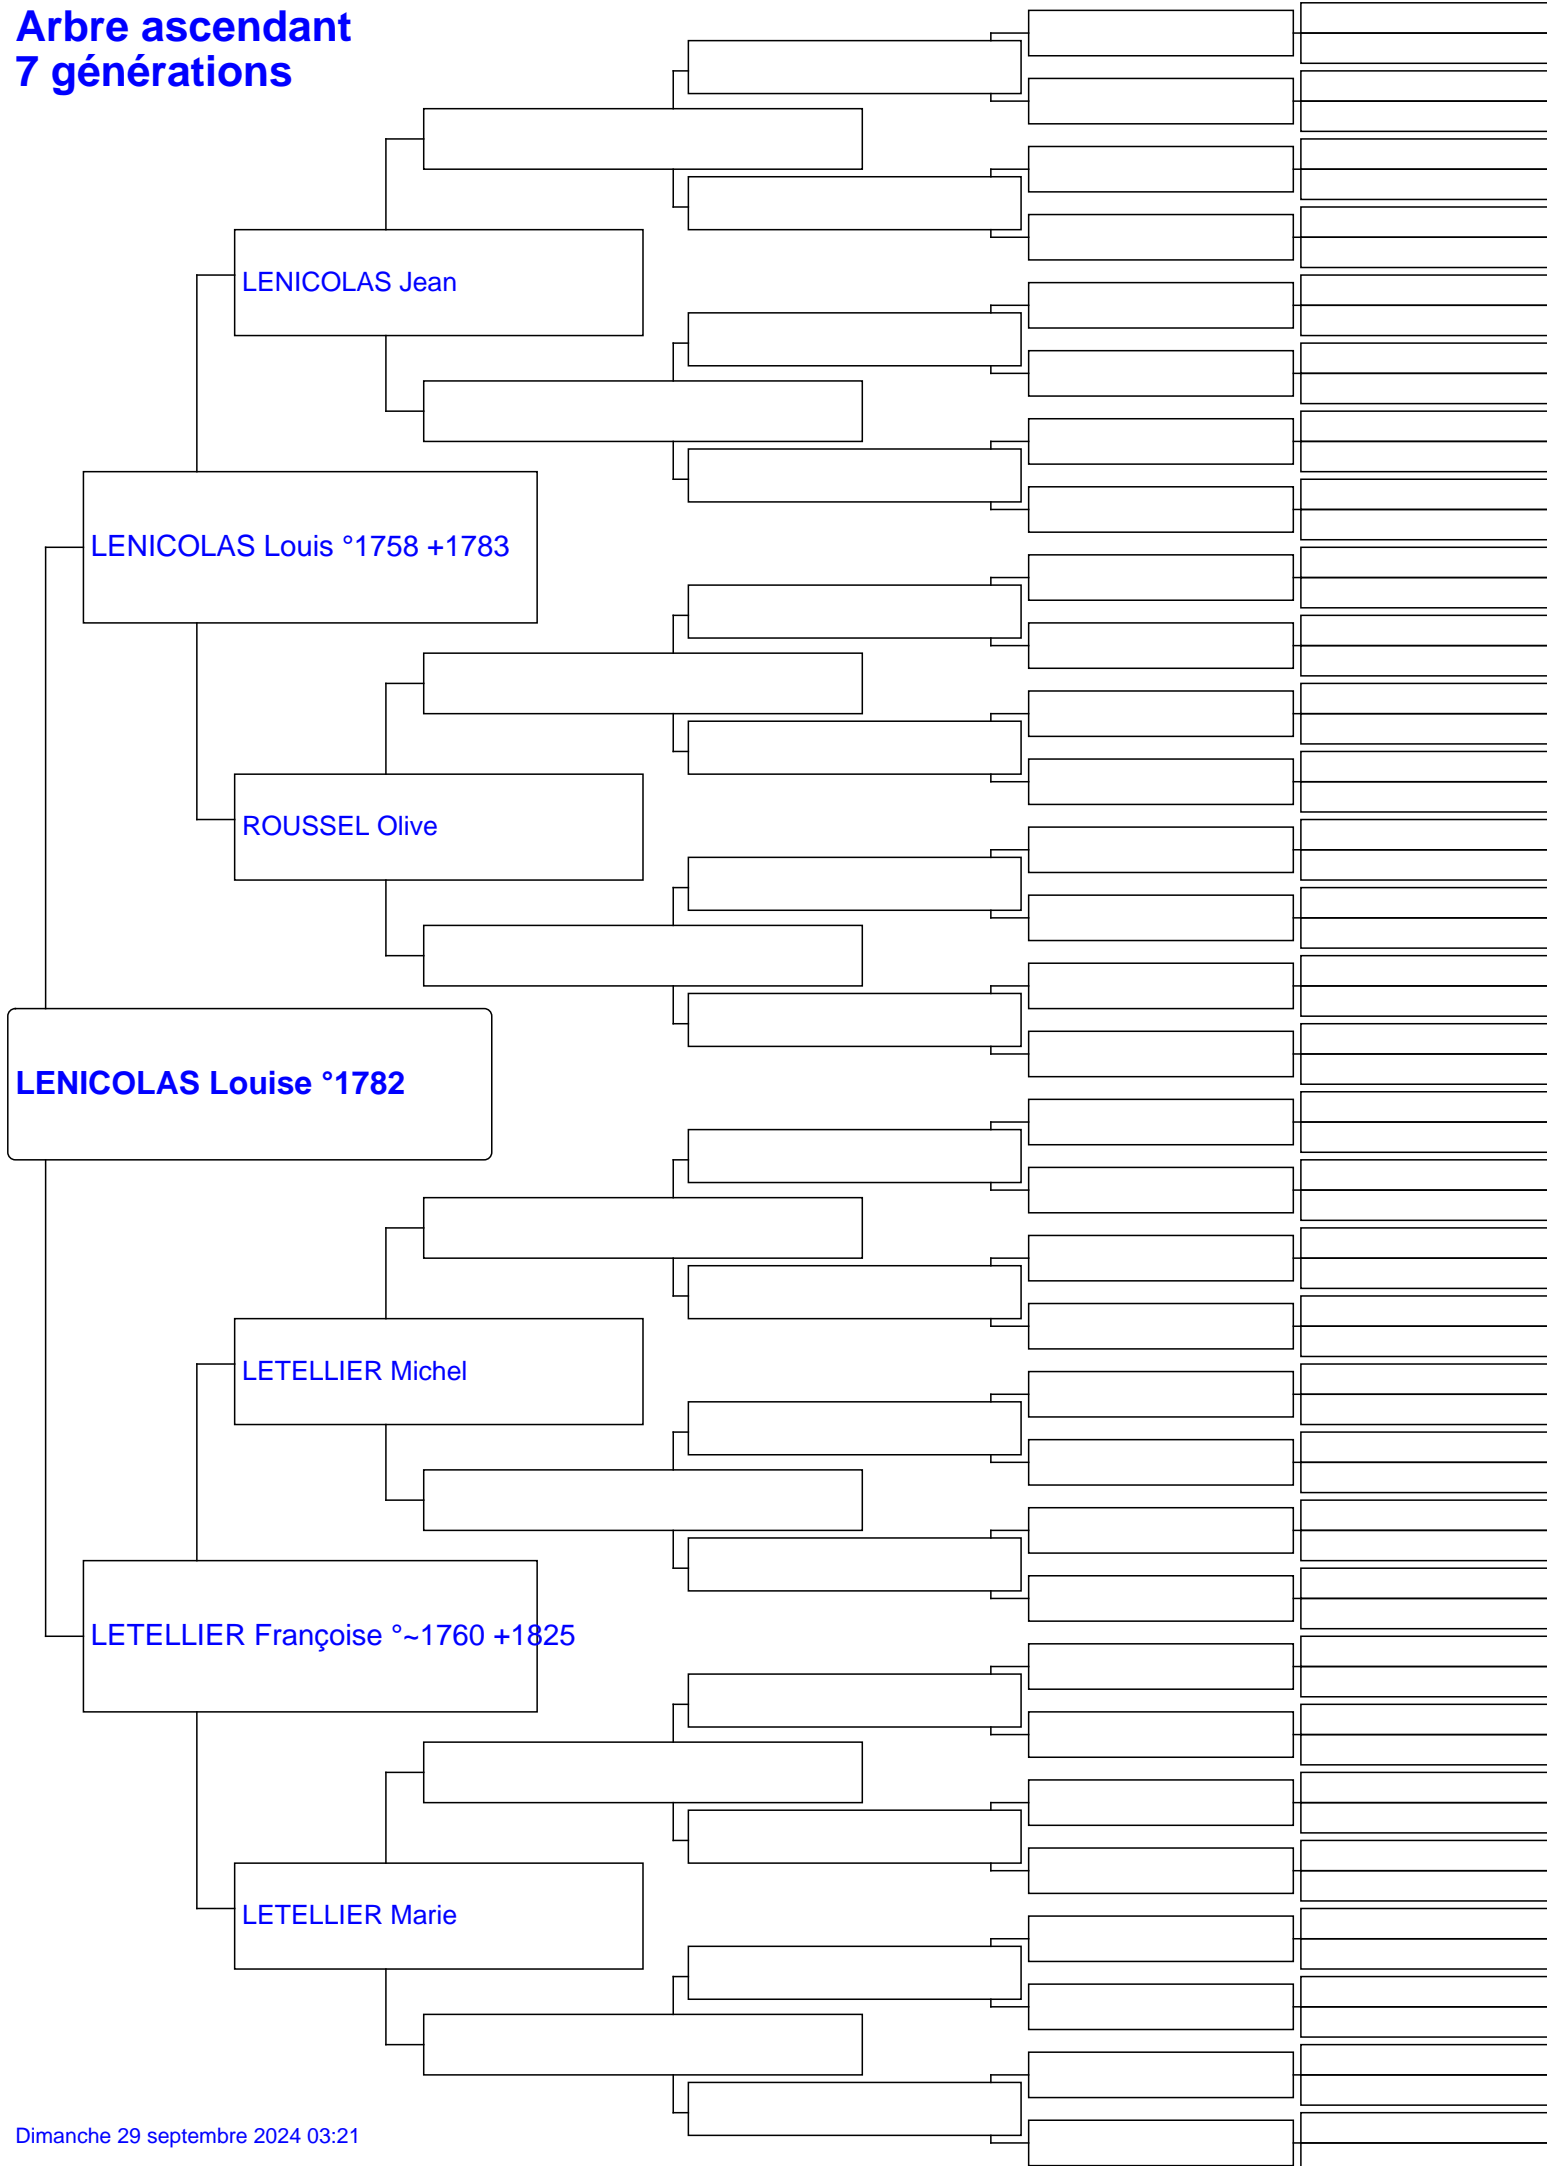 Arbre ascendant
7 générations
LENICOLAS Jean
LENICOLAS Louis °1758 +1783
ROUSSEL Olive
LENICOLAS Louise °1782
LETELLIER Michel
LETELLIER Françoise °~1760 +1825
LETELLIER Marie
Dimanche 29 septembre 2024 03:21